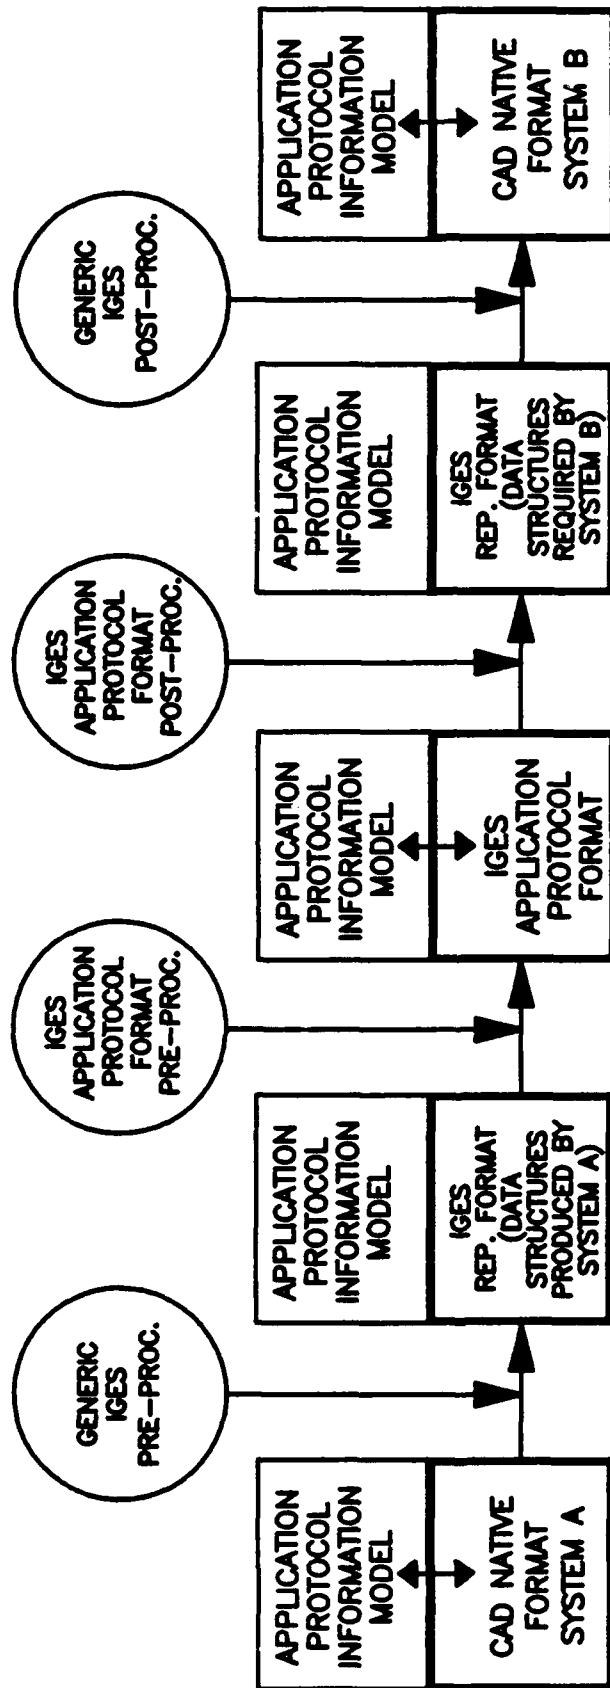 GENERIC
IGES
PRE-PROC.
IGES
APPLICATION
PROTOCOL
FORMAT
PRE-PROC.
IGES
APPLICATION
PROTOCOL
FORMAT
POST-PROC.
GENERIC
IGES
POST-PROC.
APPLICATION
PROTOCOL
INFORMATION
MODEL
CAD NATIVE
FORMAT
SYSTEM A
APPLICATION
PROTOCOL
INFORMATION
MODEL
IGES
REP. FORMAT
(DATA
STRUCTURES
PRODUCED BY
SYSTEM A)
APPLICATION
PROTOCOL
INFORMATION
MODEL
IGES
APPLICATION
PROTOCOL
FORMAT
APPLICATION
PROTOCOL
INFORMATION
MODEL
IGES
REP. FORMAT
(DATA
STRUCTURES
REQUIRED BY
SYSTEM B)
APPLICATION
PROTOCOL
INFORMATION
MODEL
CAD NATIVE
FORMAT
SYSTEM B